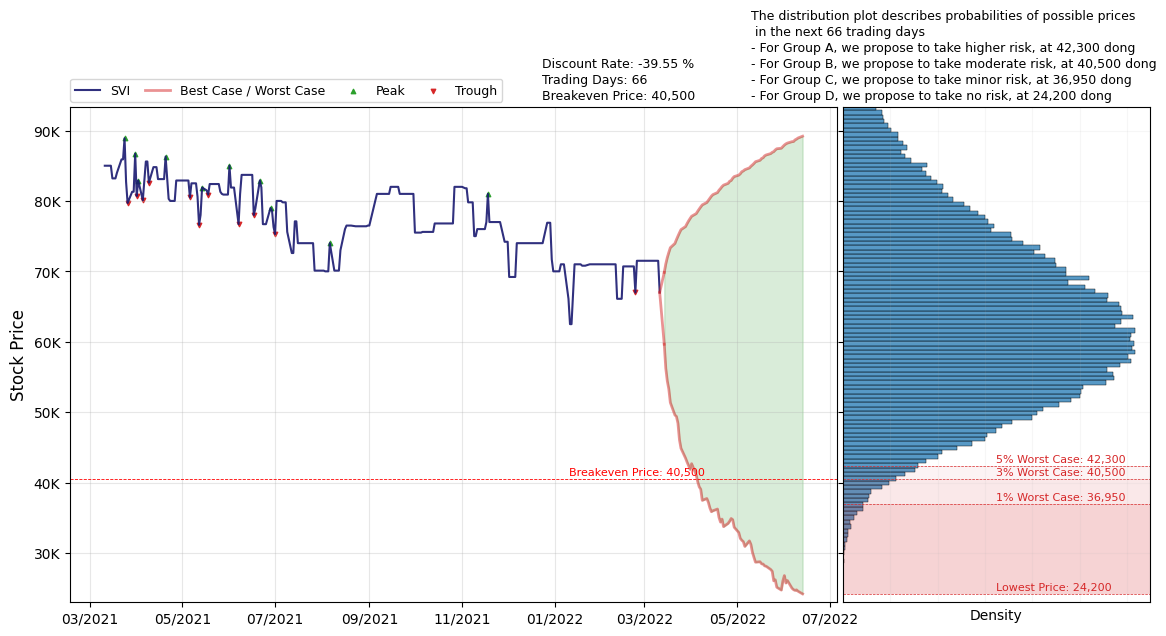 The distribution plot describes probabilities of possible prices
in the next 66 trading days
- For Group A, we propose to take higher risk, at 42,300 dong
- For Group B, we propose to take moderate risk, at 40,500 dong
- For Group C, we propose to take minor risk, at 36,950 dong
- For Group D, we propose to take no risk, at 24,200 dong
Discount Rate: -39.55 %
Trading Days: 66
Breakeven Price: 40,500
SVI Best Case / Worst Case Peak Trough
Stock Price
90K
80K
70K
60K
50K
40K
30K
Breakeven Price: 40,500
5% Worst Case: 42,300
3% Worst Case: 40,500
1% Worst Case: 36,950
Lowest Price: 24,200
03/2021 05/2021 07/2021 09/2021 11/2021 01/2022 03/2022 05/2022 07/2022
Density